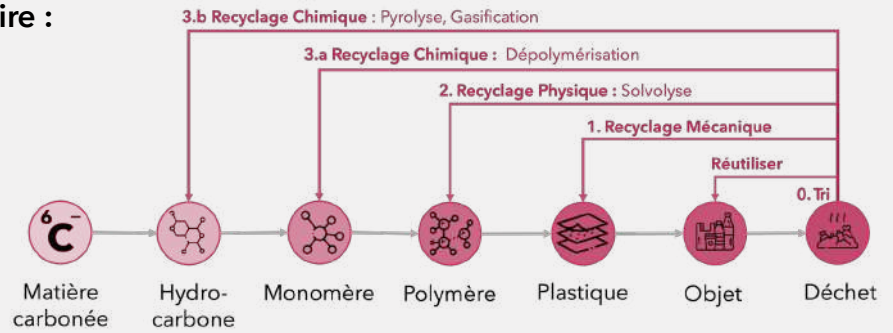 ire :
3.b Recyclage Chimique : Pyrolyse, Gasification
3.a Recyclage Chimique : Dépolymérisation
2. Recyclage Physique : Solvolyse
1. Recyclage Mécanique
Réutiliser
0. Tri
6
C
–
Matière
carbonée
Hydro-
carbone
Monomère
Polymère
Plastique
Objet
Déchet